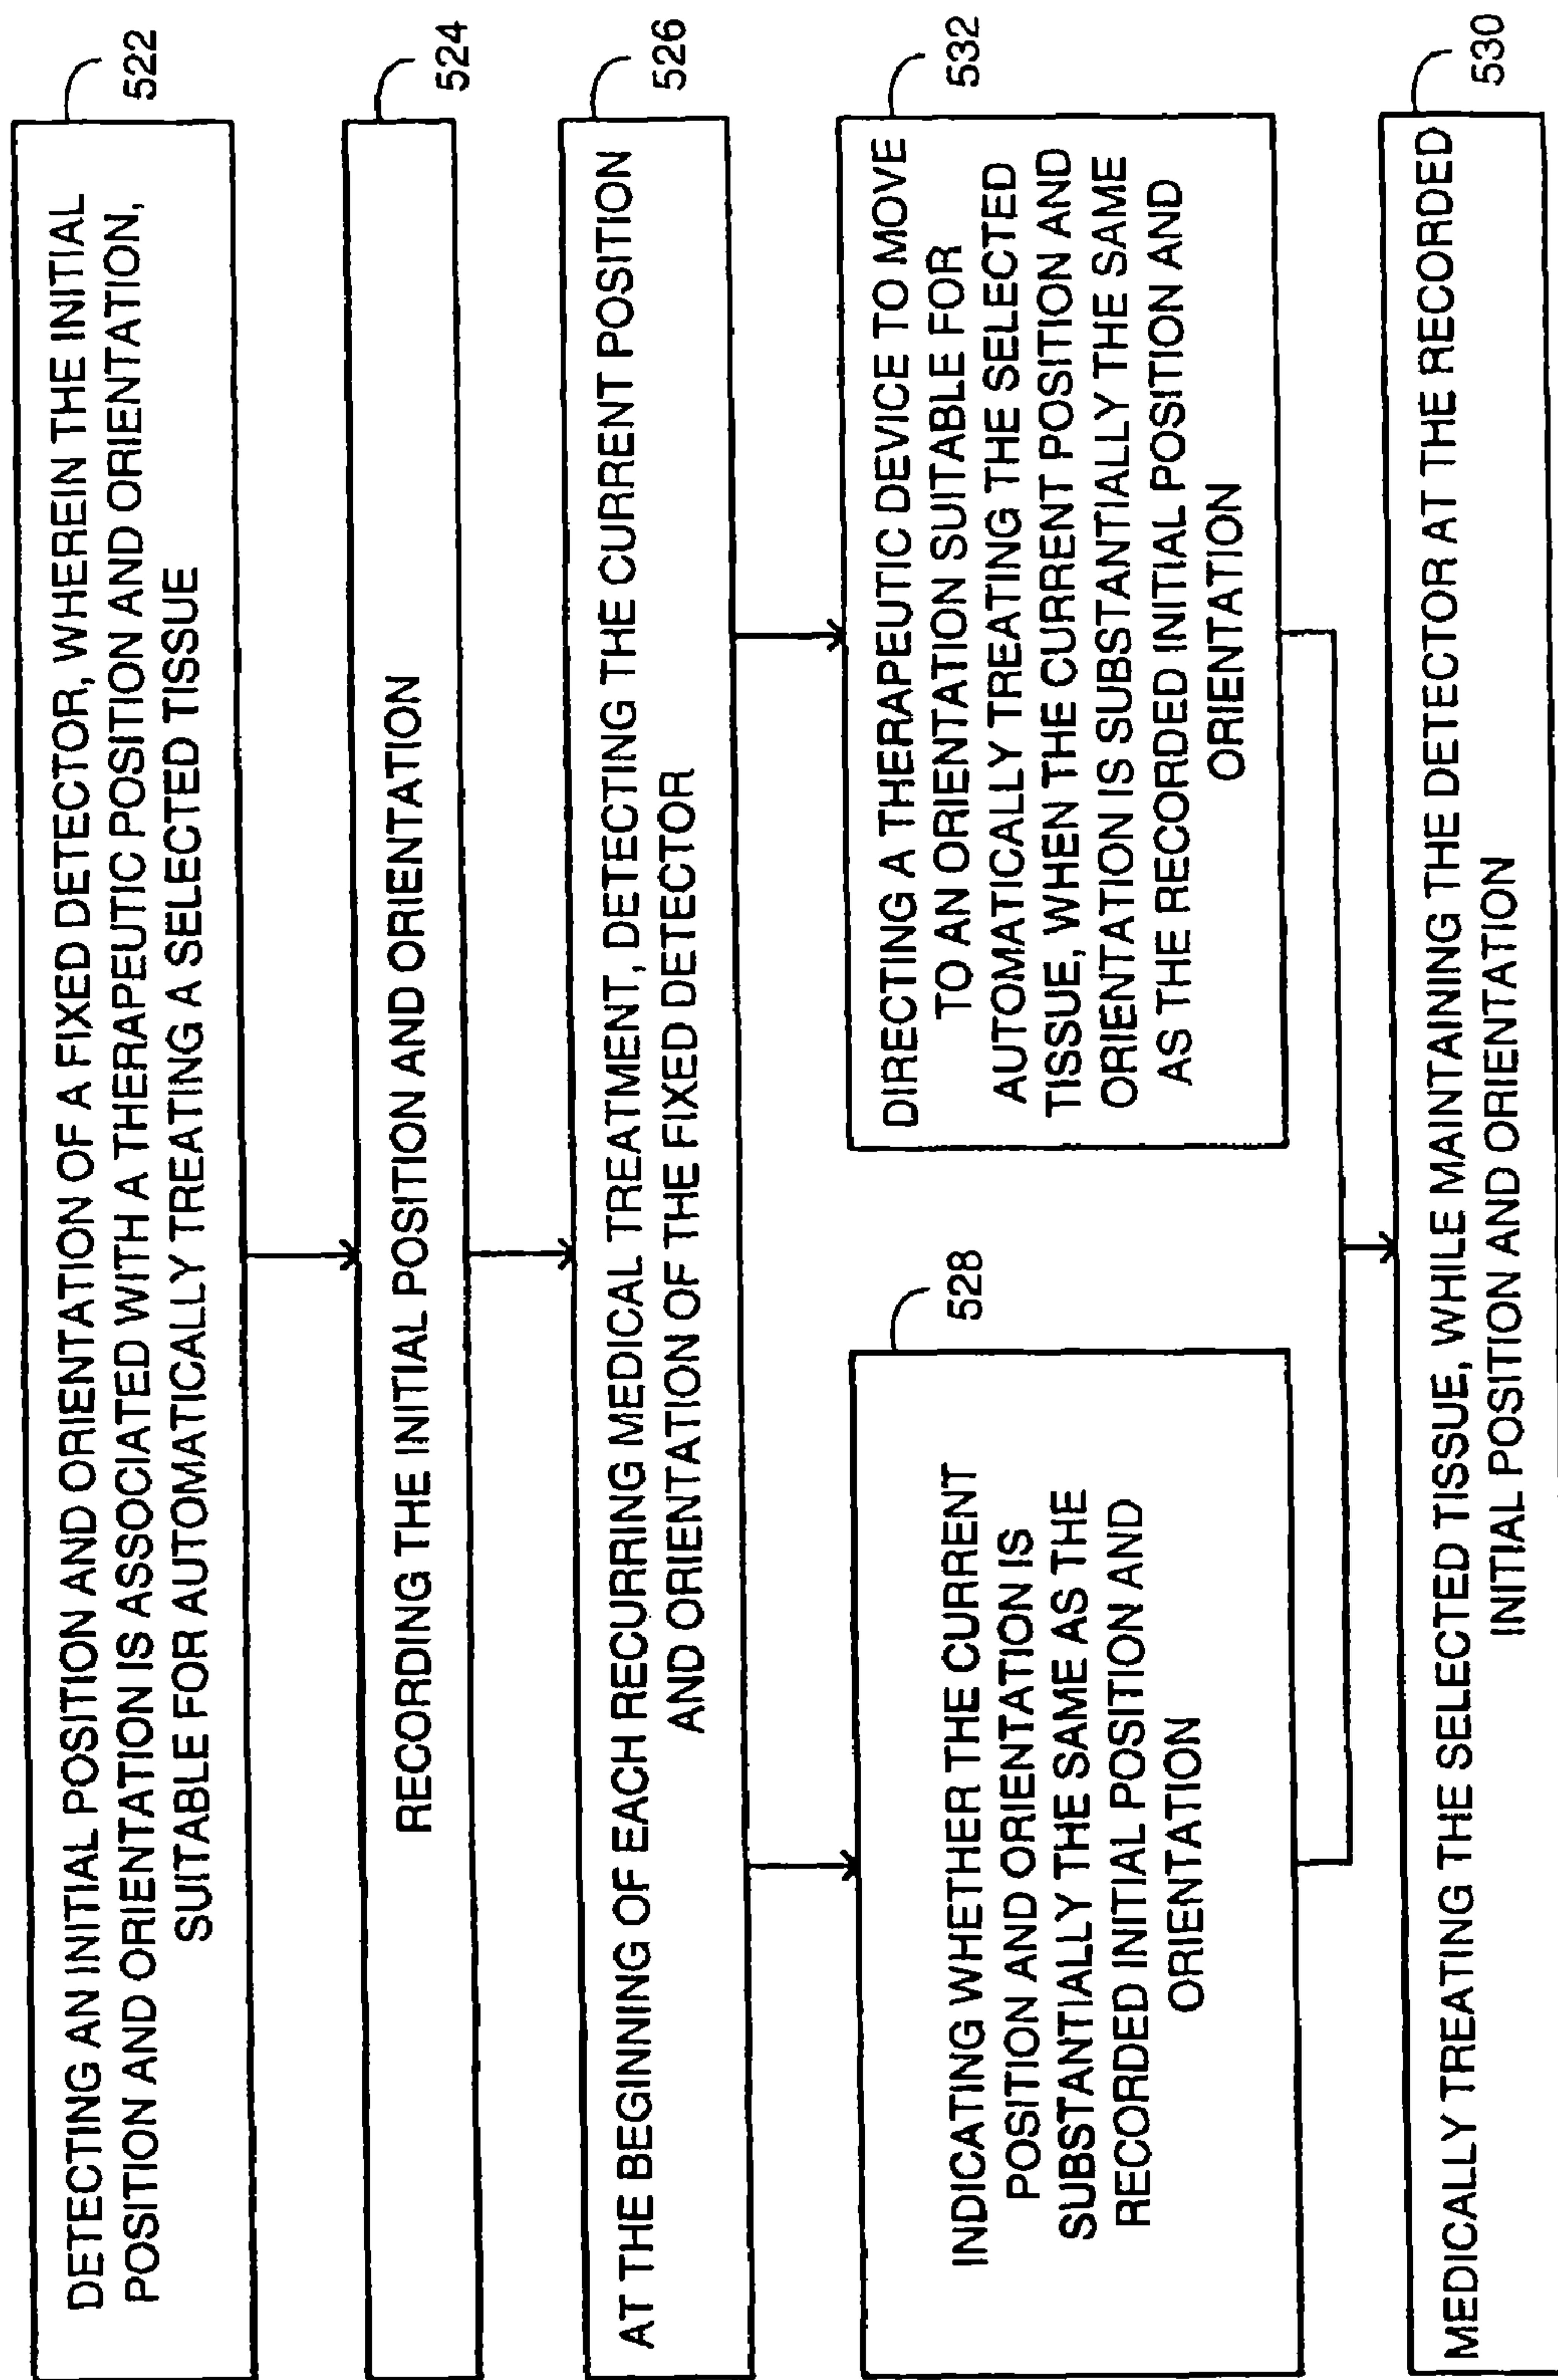 DETECTING AN INITIAL POSITION AND ORIENTATION OF A FIXED DETECTOR, WHEREIN THE INITIAL
POSITION AND ORIENTATION IS ASSOCIATED WITH A THERAPEUTIC POSITION AND ORIENTATION,
SUITABLE FOR AUTOMATICALLY TREATING A SELECTED TISSUE
522
RECORDING THE INITIAL POSITION AND ORIENTATION
524
AT THE BEGINNING OF EACH RECURRING MEDICAL TREATMENT, DETECTING THE CURRENT POSITION
AND ORIENTATION OF THE FIXED DETECTOR
526
INDICATING WHETHER THE CURRENT
POSITION AND ORIENTATION IS
SUBSTANTIALLY THE SAME AS THE
RECORDED INITIAL POSITION AND
ORIENTATION
528
DIRECTING A THERAPEUTIC DEVICE TO MOVE
TO AN ORIENTATION SUITABLE FOR
AUTOMATICALLY TREATING THE SELECTED
TISSUE, WHEN THE CURRENT POSITION AND
ORIENTATION IS SUBSTANTIALLY THE SAME
AS THE RECORDED INITIAL POSITION AND
ORIENTATION
532
MEDICALLY TREATING THE SELECTED TISSUE, WHILE MAINTAINING THE DETECTOR AT THE RECORDED
INITIAL POSITION AND ORIENTATION
530